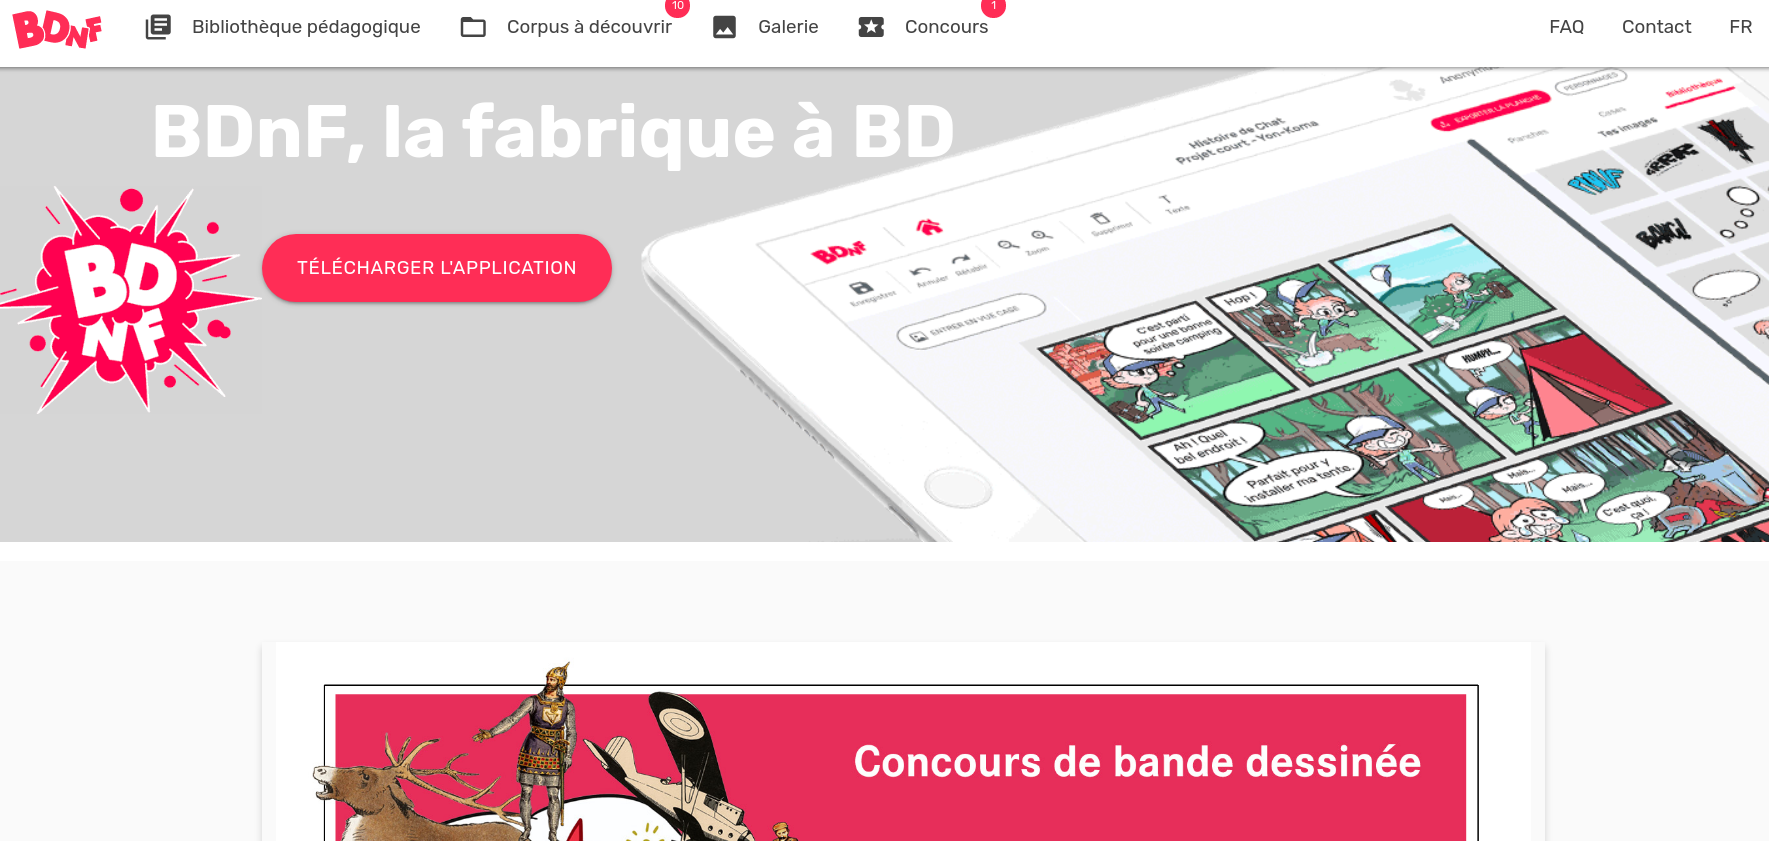 BDnF
Bibliothèque pédagogique
Corpus à découvrir
10
Galerie
Concours
1
FAQ
Contact
FR
BDnF, la fabrique à BD
BD
NF
TÉLÉCHARGER L'APPLICATION
BDnF
Histoire de Chat
Projet court - Yon-Koma
EXPORTER LA PLANCHE
PERSONNAGES
Planches
Cases
Bibliothèque
Tes images
Enregistrer
Annuler
Rétablir
Zoom
Supprimer
Texte
ENTRER EN VUE CASE
C'est parti
pour une bonne
soirée camping
Hop !
HUMPH...
Ah ! Quel
bel endroit !
Parfait pour y
installer ma tente.
Mais...
Mais...
Mais...
C'est quoi,
ça !
BANG!
Concours de bande dessinée